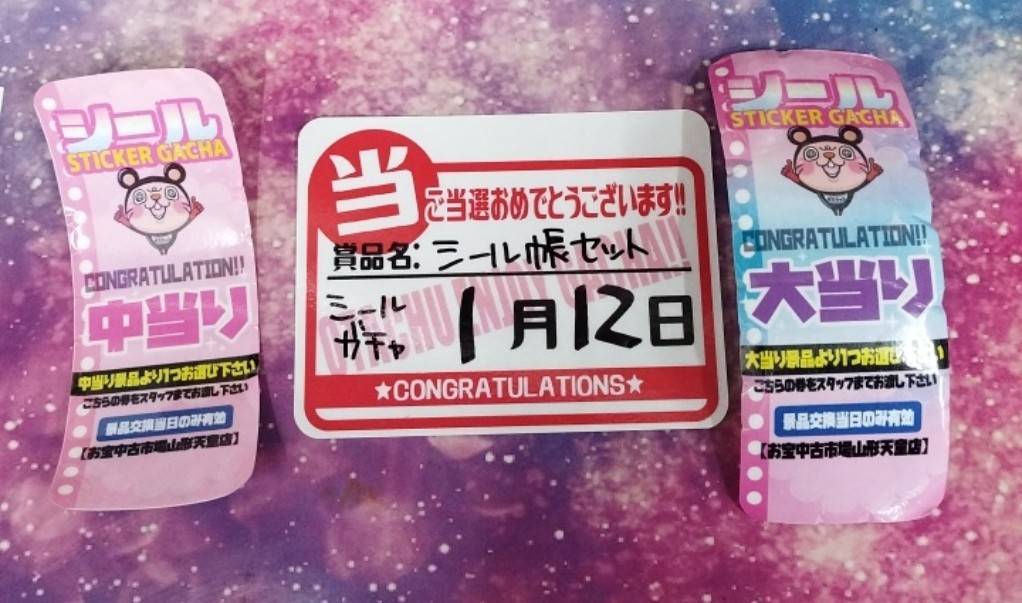 シール
STICKER GACHA
CONGRATULATION!!
中当り
中当り景品より1つお選び下さい
こちらの券をスタッフまでお渡し下さい
景品交換当日のみ有効
【お宝中古市場山形天童店】
当
ご当選おめでとうございます!!
賞品名:シール帳セット
シール
ガチャ
1月12日
★CONGRATULATIONS★
シール
STICKER GACHA
CONGRATULATION!!
大当り
大当り景品より1つお選び下さい
こちらの券をスタッフまでお渡し下さい
景品交換当日のみ有効
【お宝中古市場山形天童店】